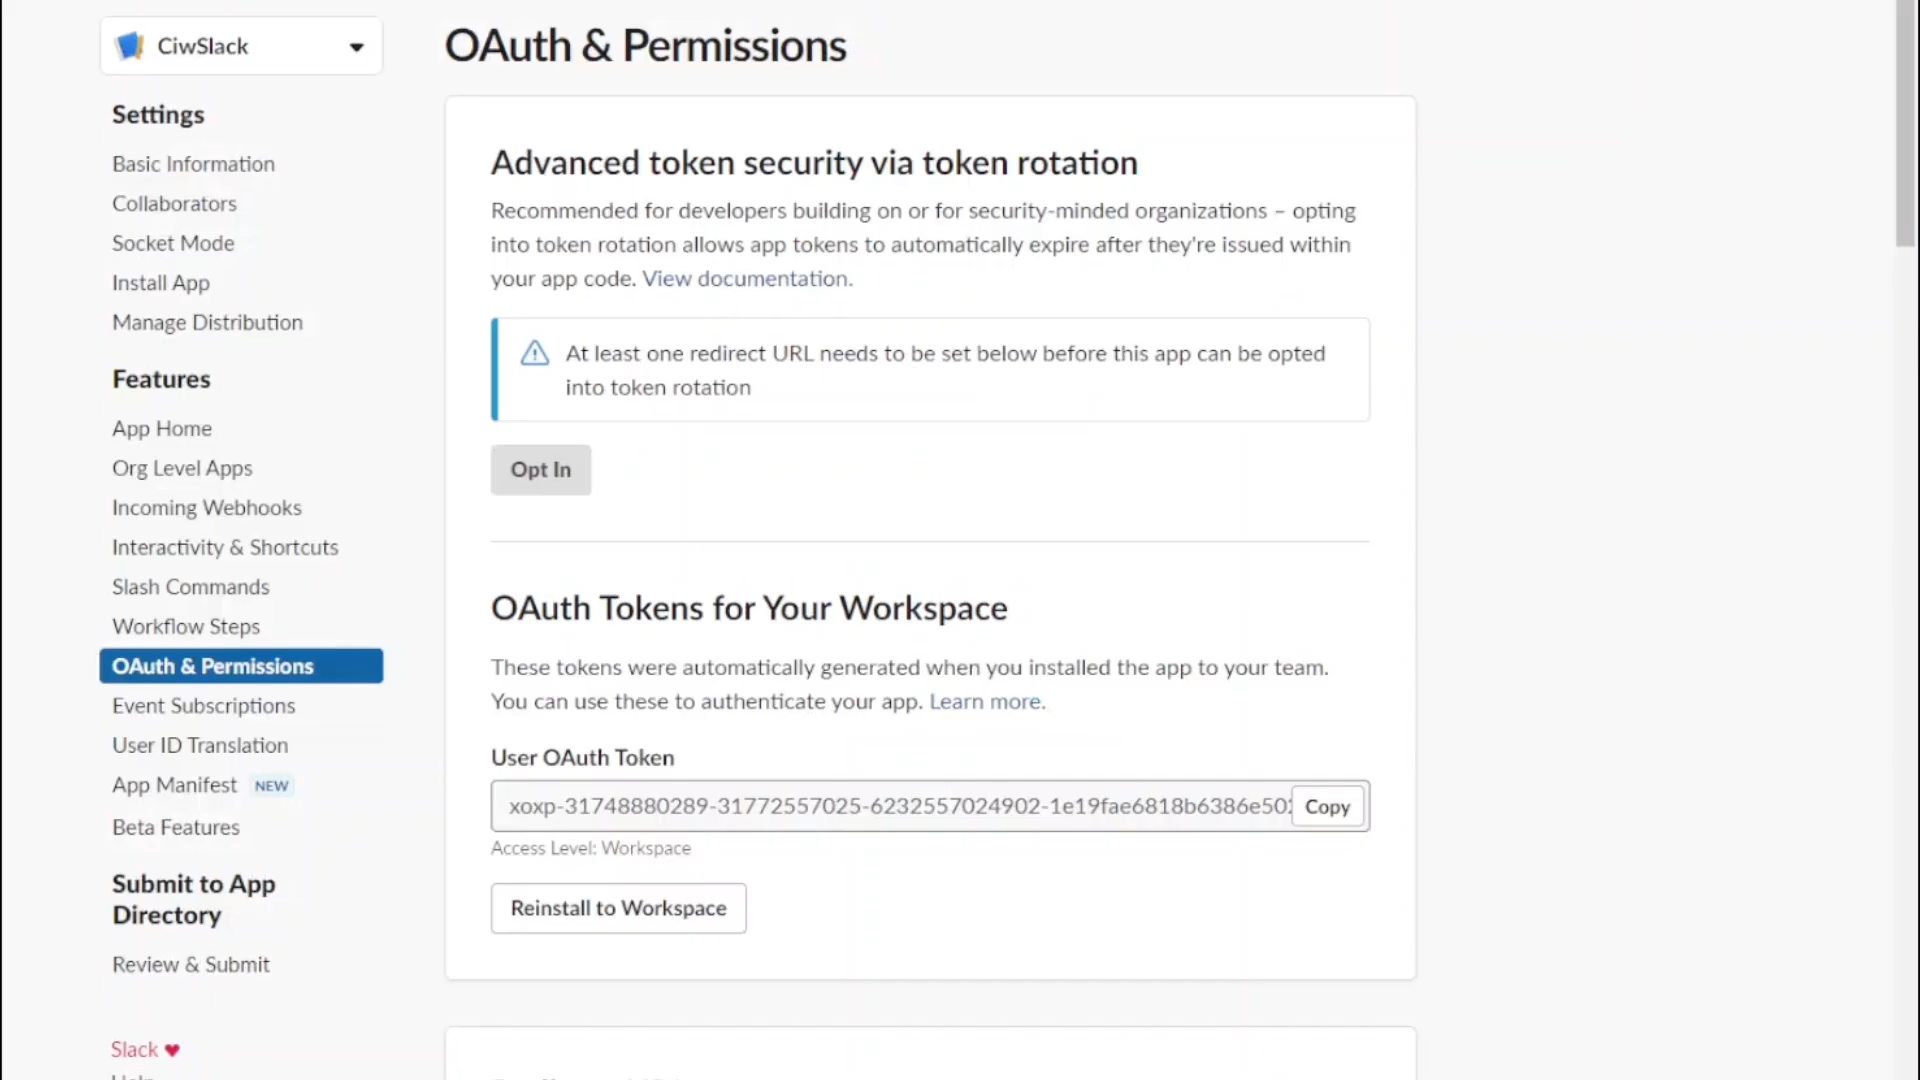 CiwSlack
Settings
Basic Information
Collaborators
Socket Mode
Install App
Manage Distribution
Features
App Home
Org Level Apps
Incoming Webhooks
Interactivity & Shortcuts
Slash Commands
Workflow Steps
OAuth & Permissions
Event Subscriptions
User ID Translation
App Manifest NEW
Beta Features
Submit to App
Directory
Review & Submit
Slack
Help
OAuth & Permissions
Advanced token security via token rotation
Recommended for developers building on or for security-minded organizations – opting
into token rotation allows app tokens to automatically expire after they're issued within
your app code. View documentation.
At least one redirect URL needs to be set below before this app can be opted
into token rotation
Opt In
OAuth Tokens for Your Workspace
These tokens were automatically generated when you installed the app to your team.
You can use these to authenticate your app. Learn more.
User OAuth Token
xoxp-31748880289-31772557025-6232557024902-1e19fae6818b6386e502 Copy
Access Level: Workspace
Reinstall to Workspace